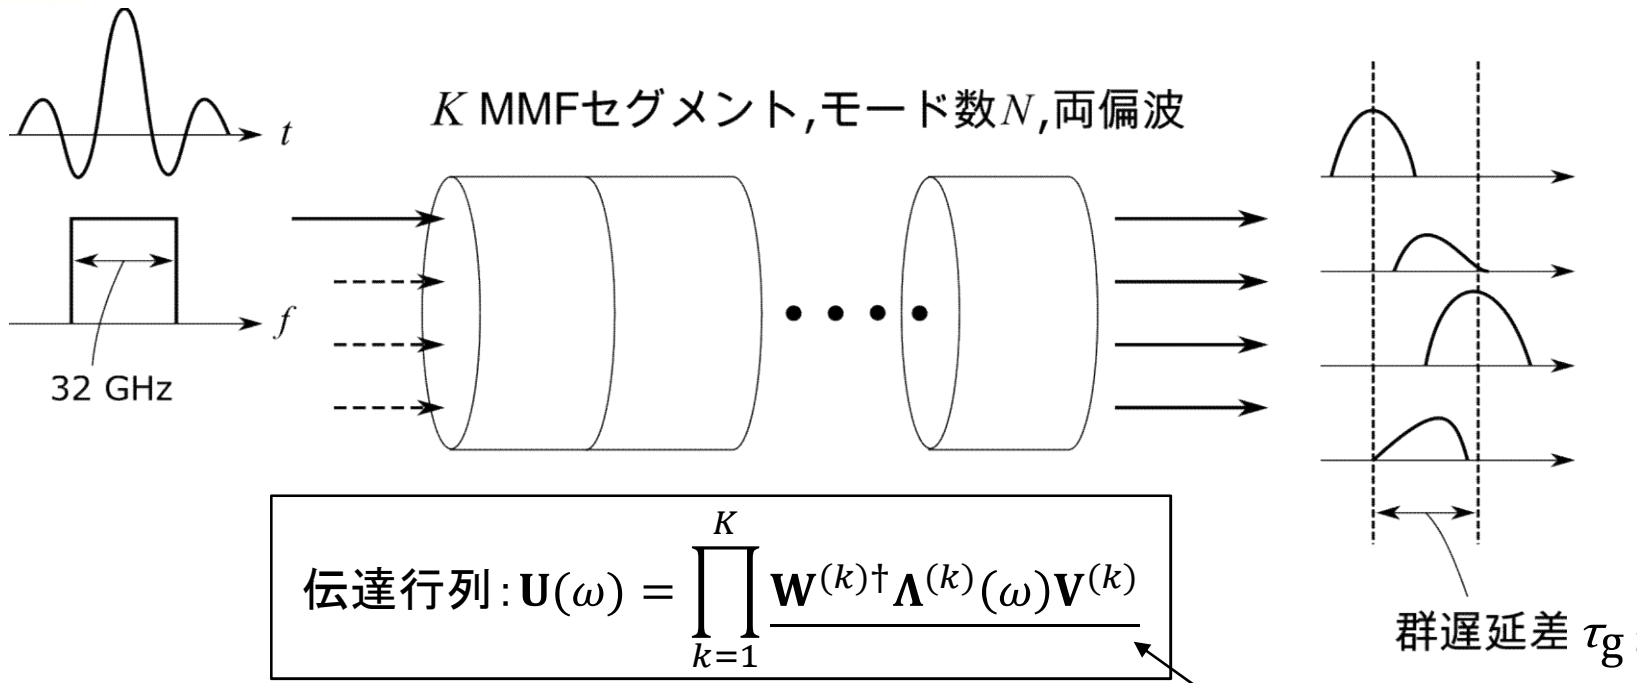 K MMFセグメント,モード数N,両偏波
t
f
32 GHz
伝達行列:U(ω) = ∏_{k=1}^{K} W^{(k)†}Λ^{(k)}(ω)V^{(k)}
群遅延差 τ_g